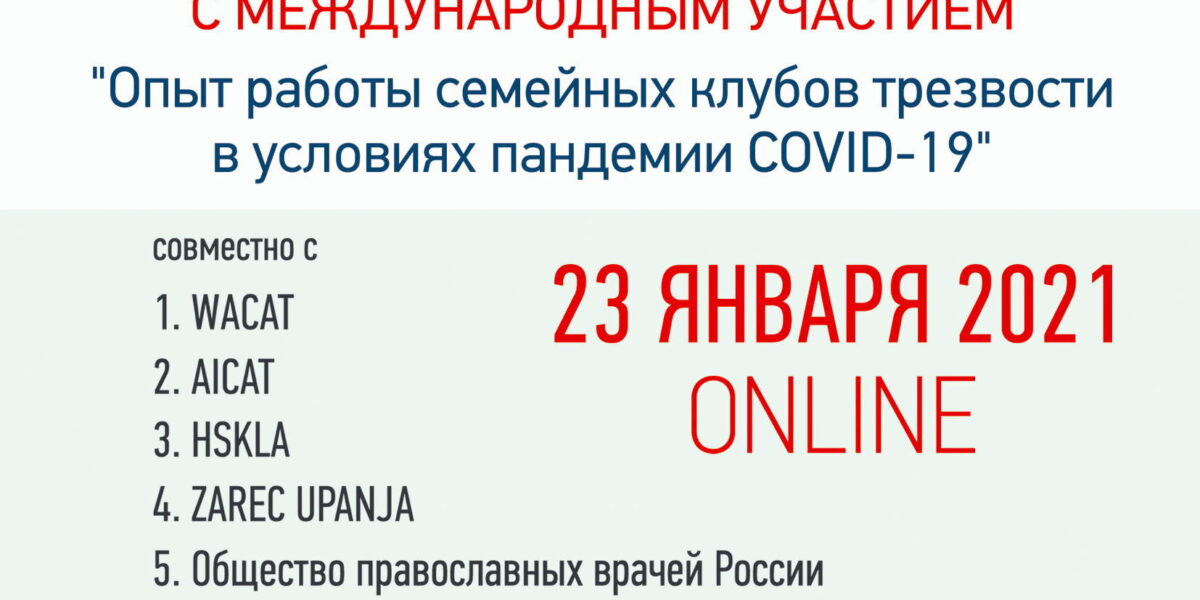 С МЕЖДУНАРОДНЫМ УЧАСТИЕМ
"Опыт работы семейных клубов трезвости
в условиях пандемии COVID-19"
совместно с
1. WACAT
2. AICAT
3. HSKLA
4. ZAREC UPANJA
5. Общество православных врачей России
23 ЯНВАРЯ 2021
ONLINE